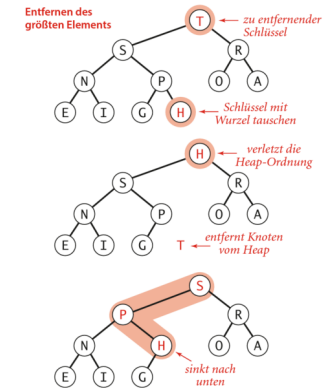 Entfernen des
größten Elements
T
zu entfernender
Schlüssel
S
R
N
P
O
A
E
I
G
H
Schlüssel mit
Wurzel tauschen
H
verletzt die
Heap-Ordnung
S
R
N
P
O
A
E
I
G
T
entfernt Knoten
vom Heap
S
P
R
N
H
O
A
E
I
G
sinkt nach
unten